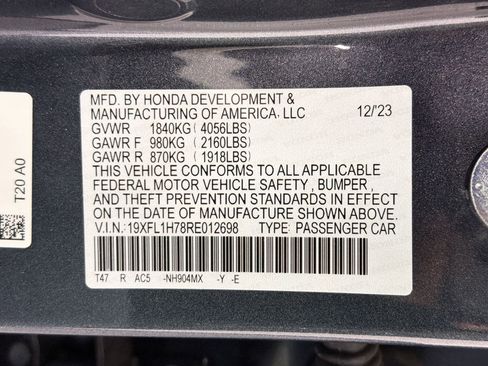 MFD. BY HONDA DEVELOPMENT &
MANUFACTURING OF AMERICA, LLC 12/'23
GVWR 1840KG ( 4056LBS)
GAWR F 980KG ( 2160LBS)
GAWR R 870KG ( 1918LBS)
THIS VEHICLE CONFORMS TO ALL APPLICABLE
FEDERAL MOTOR VEHICLE SAFETY , BUMPER ,
AND THEFT PREVENTION STANDARDS IN EFFECT
ON THE DATE OF MANUFACTURE SHOWN ABOVE.
V.I.N.:19XFL1H78RE012698 TYPE: PASSENGER CAR
T47 R AC5 -NH904MX -Y -E
T20 A0